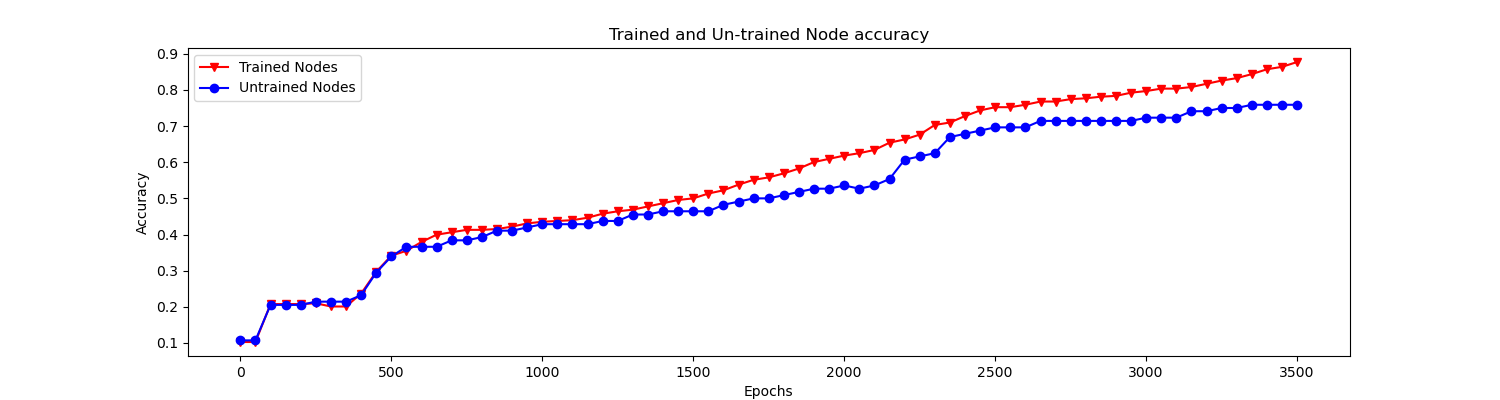 Trained and Un-trained Node accuracy
Trained Nodes
Untrained Nodes
Accuracy
0.9
0.8
0.7
0.6
0.5
0.4
0.3
0.2
0.1
0 500 1000 1500 2000 2500 3000 3500
Epochs